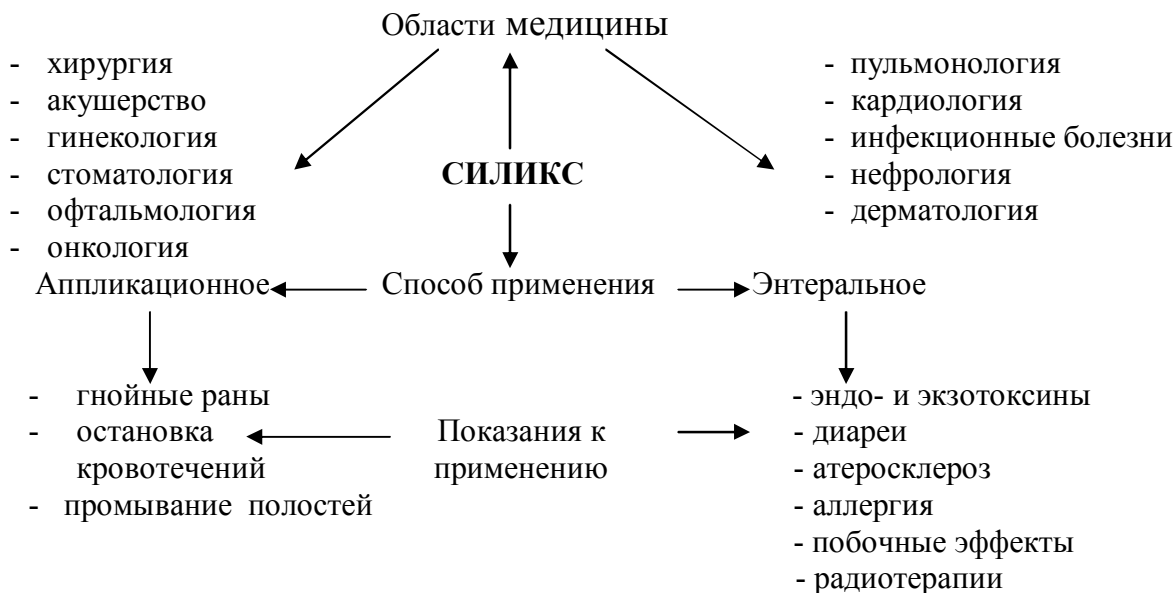 Области медицины
- хирургия
- акушерство
- гинекология
- стоматология
- офтальмология
- онкология
- пульмонология
- кардиология
- инфекционные болезни
- нефрология
- дерматология
СИЛИКС
Аппликационное
Способ применения
Энтеральное
- гнойные раны
- остановка
кровотечений
- промывание полостей
Показания к
применению
- эндо- и экзотоксины
- диареи
- атеросклероз
- аллергия
- побочные эффекты
- радиотерапии